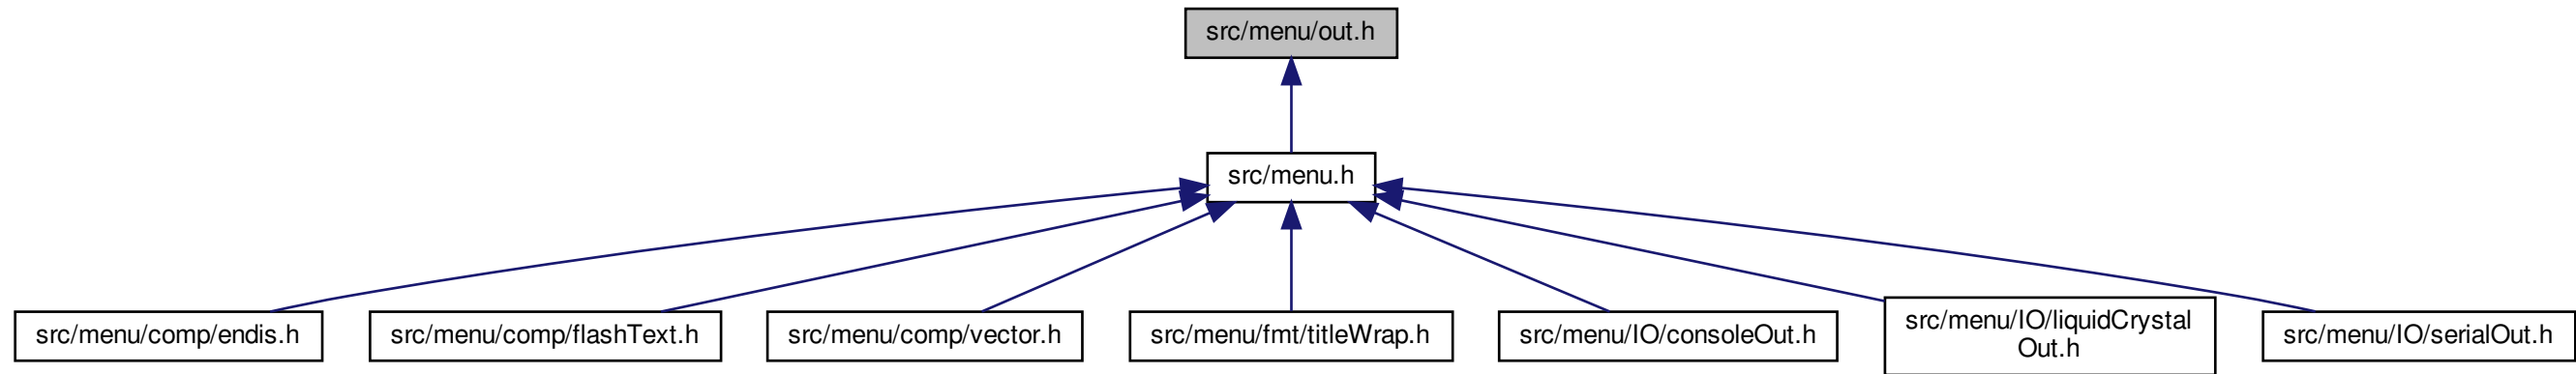 src/menu/out.h
src/menu.h
src/menu/comp/endis.h
src/menu/comp/flashText.h
src/menu/comp/vector.h
src/menu/fmt/titleWrap.h
src/menu/IO/consoleOut.h
src/menu/IO/liquidCrystal
Out.h
src/menu/IO/serialOut.h